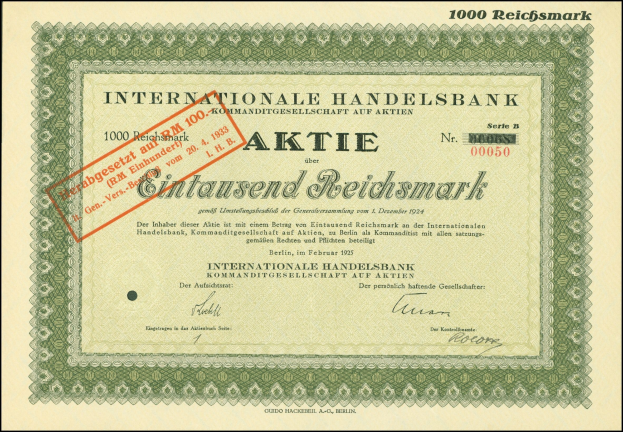 1000 Reichsmark
INTERNATIONALE HANDELSBANK
KOMMANDITGESELLSCHAFT AUF AKTIEN
Serie B
1000 Reichsmark
AKTIE
Nr.
00050
über
Eintausend Reichsmark
gemäß Umstellungsbeschluß der Generalversammlung vom 1. Dezember 1924
Der Inhaber dieser Aktie ist mit einem Betrag von Eintausend Reichsmark an der Internationalen
Handelsbank, Kommanditgesellschaft auf Aktien, zu Berlin als Kommanditist mit allen satzungs-
gemäßen Rechten und Pflichten beteiligt
Berlin, im Februar 1925
INTERNATIONALE HANDELSBANK
KOMMANDITGESELLSCHAFT AUF AKTIEN
Der Aufsichtsrat:
Der persönlich haftende Gesellschafter:
Eingetragen in das Aktienbuch Seite:
1
Der Kontrollbeamte:
GUIDO HACKEBEIL A.-G., BERLIN.
Herabgesetzt auf RM 100.-
(RM Einhundert)
lt. Gen.-Vers.-Beschluß vom 20. 4. 1933
I. H. B.